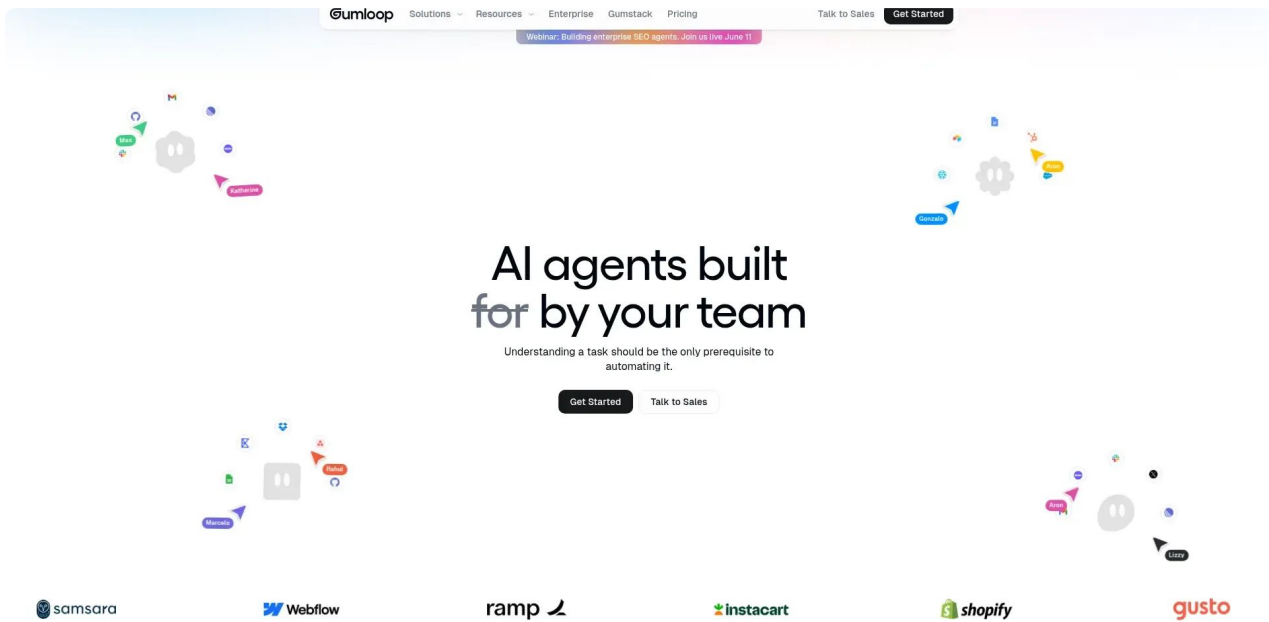 Gumloop
Solutions
Resources
Enterprise
Gumstack
Pricing
Talk to Sales
Get Started
Webinar: Building enterprise SEO agents. Join us live June 11
Max
Katherine
Gonzalo
AI agents built
for by your team
Understanding a task should be the only prerequisite to
automating it.
Get Started
Talk to Sales
Rahul
Marcelo
Aron
Lizzy
samsara
Webflow
ramp
instacart
shopify
gusto